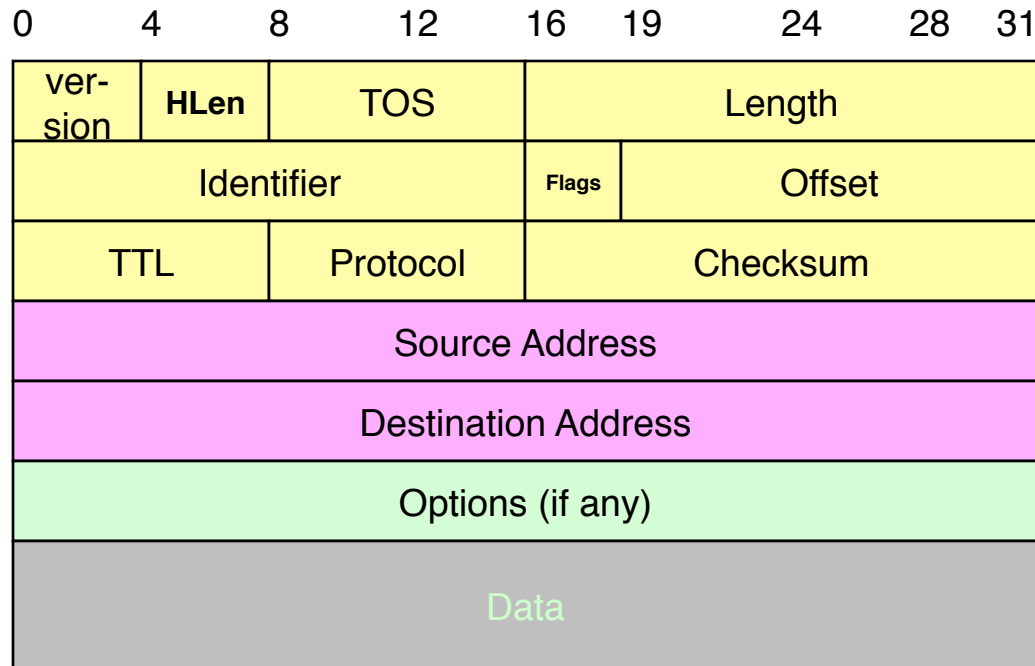 0 4 8 12 16 19 24 28 31
ver-
sion
HLen
TOS
Length
Identifier
Flags
Offset
TTL
Protocol
Checksum
Source Address
Destination Address
Options (if any)
Data